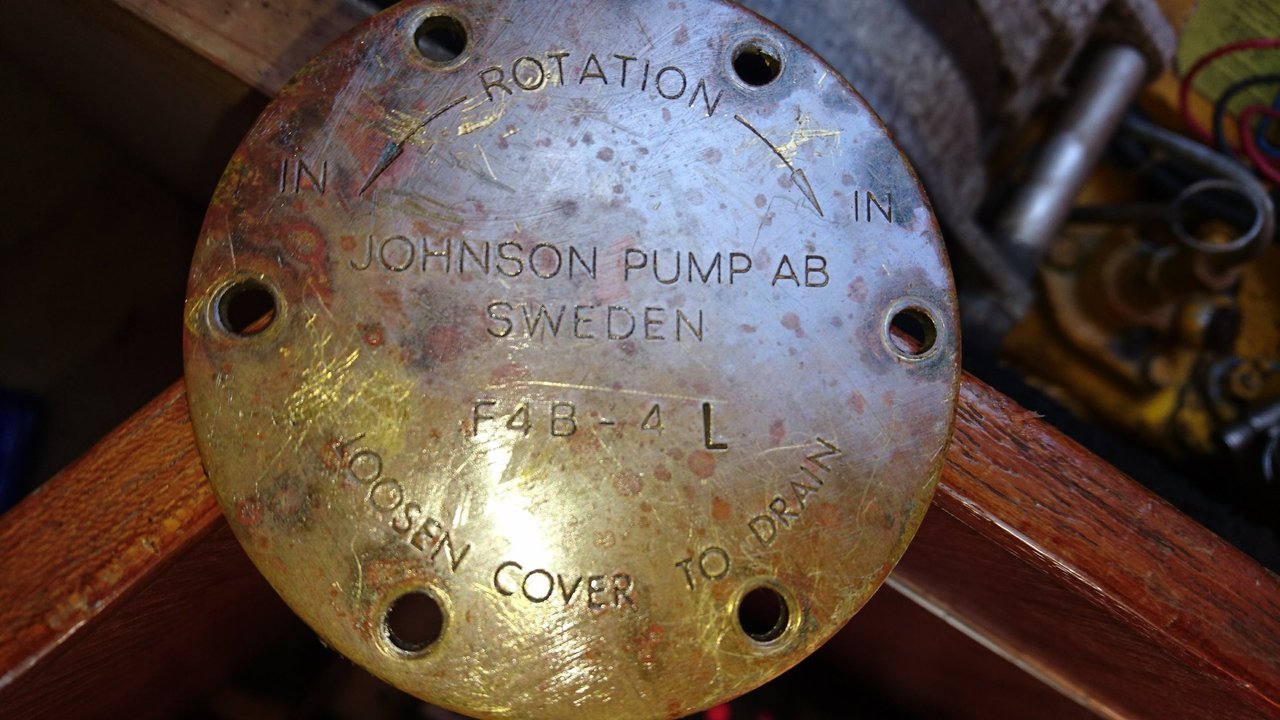 ROTATION
IN IN
JOHNSON PUMP AB
SWEDEN
F4B-4 L
LOOSEN COVER TO DRAIN